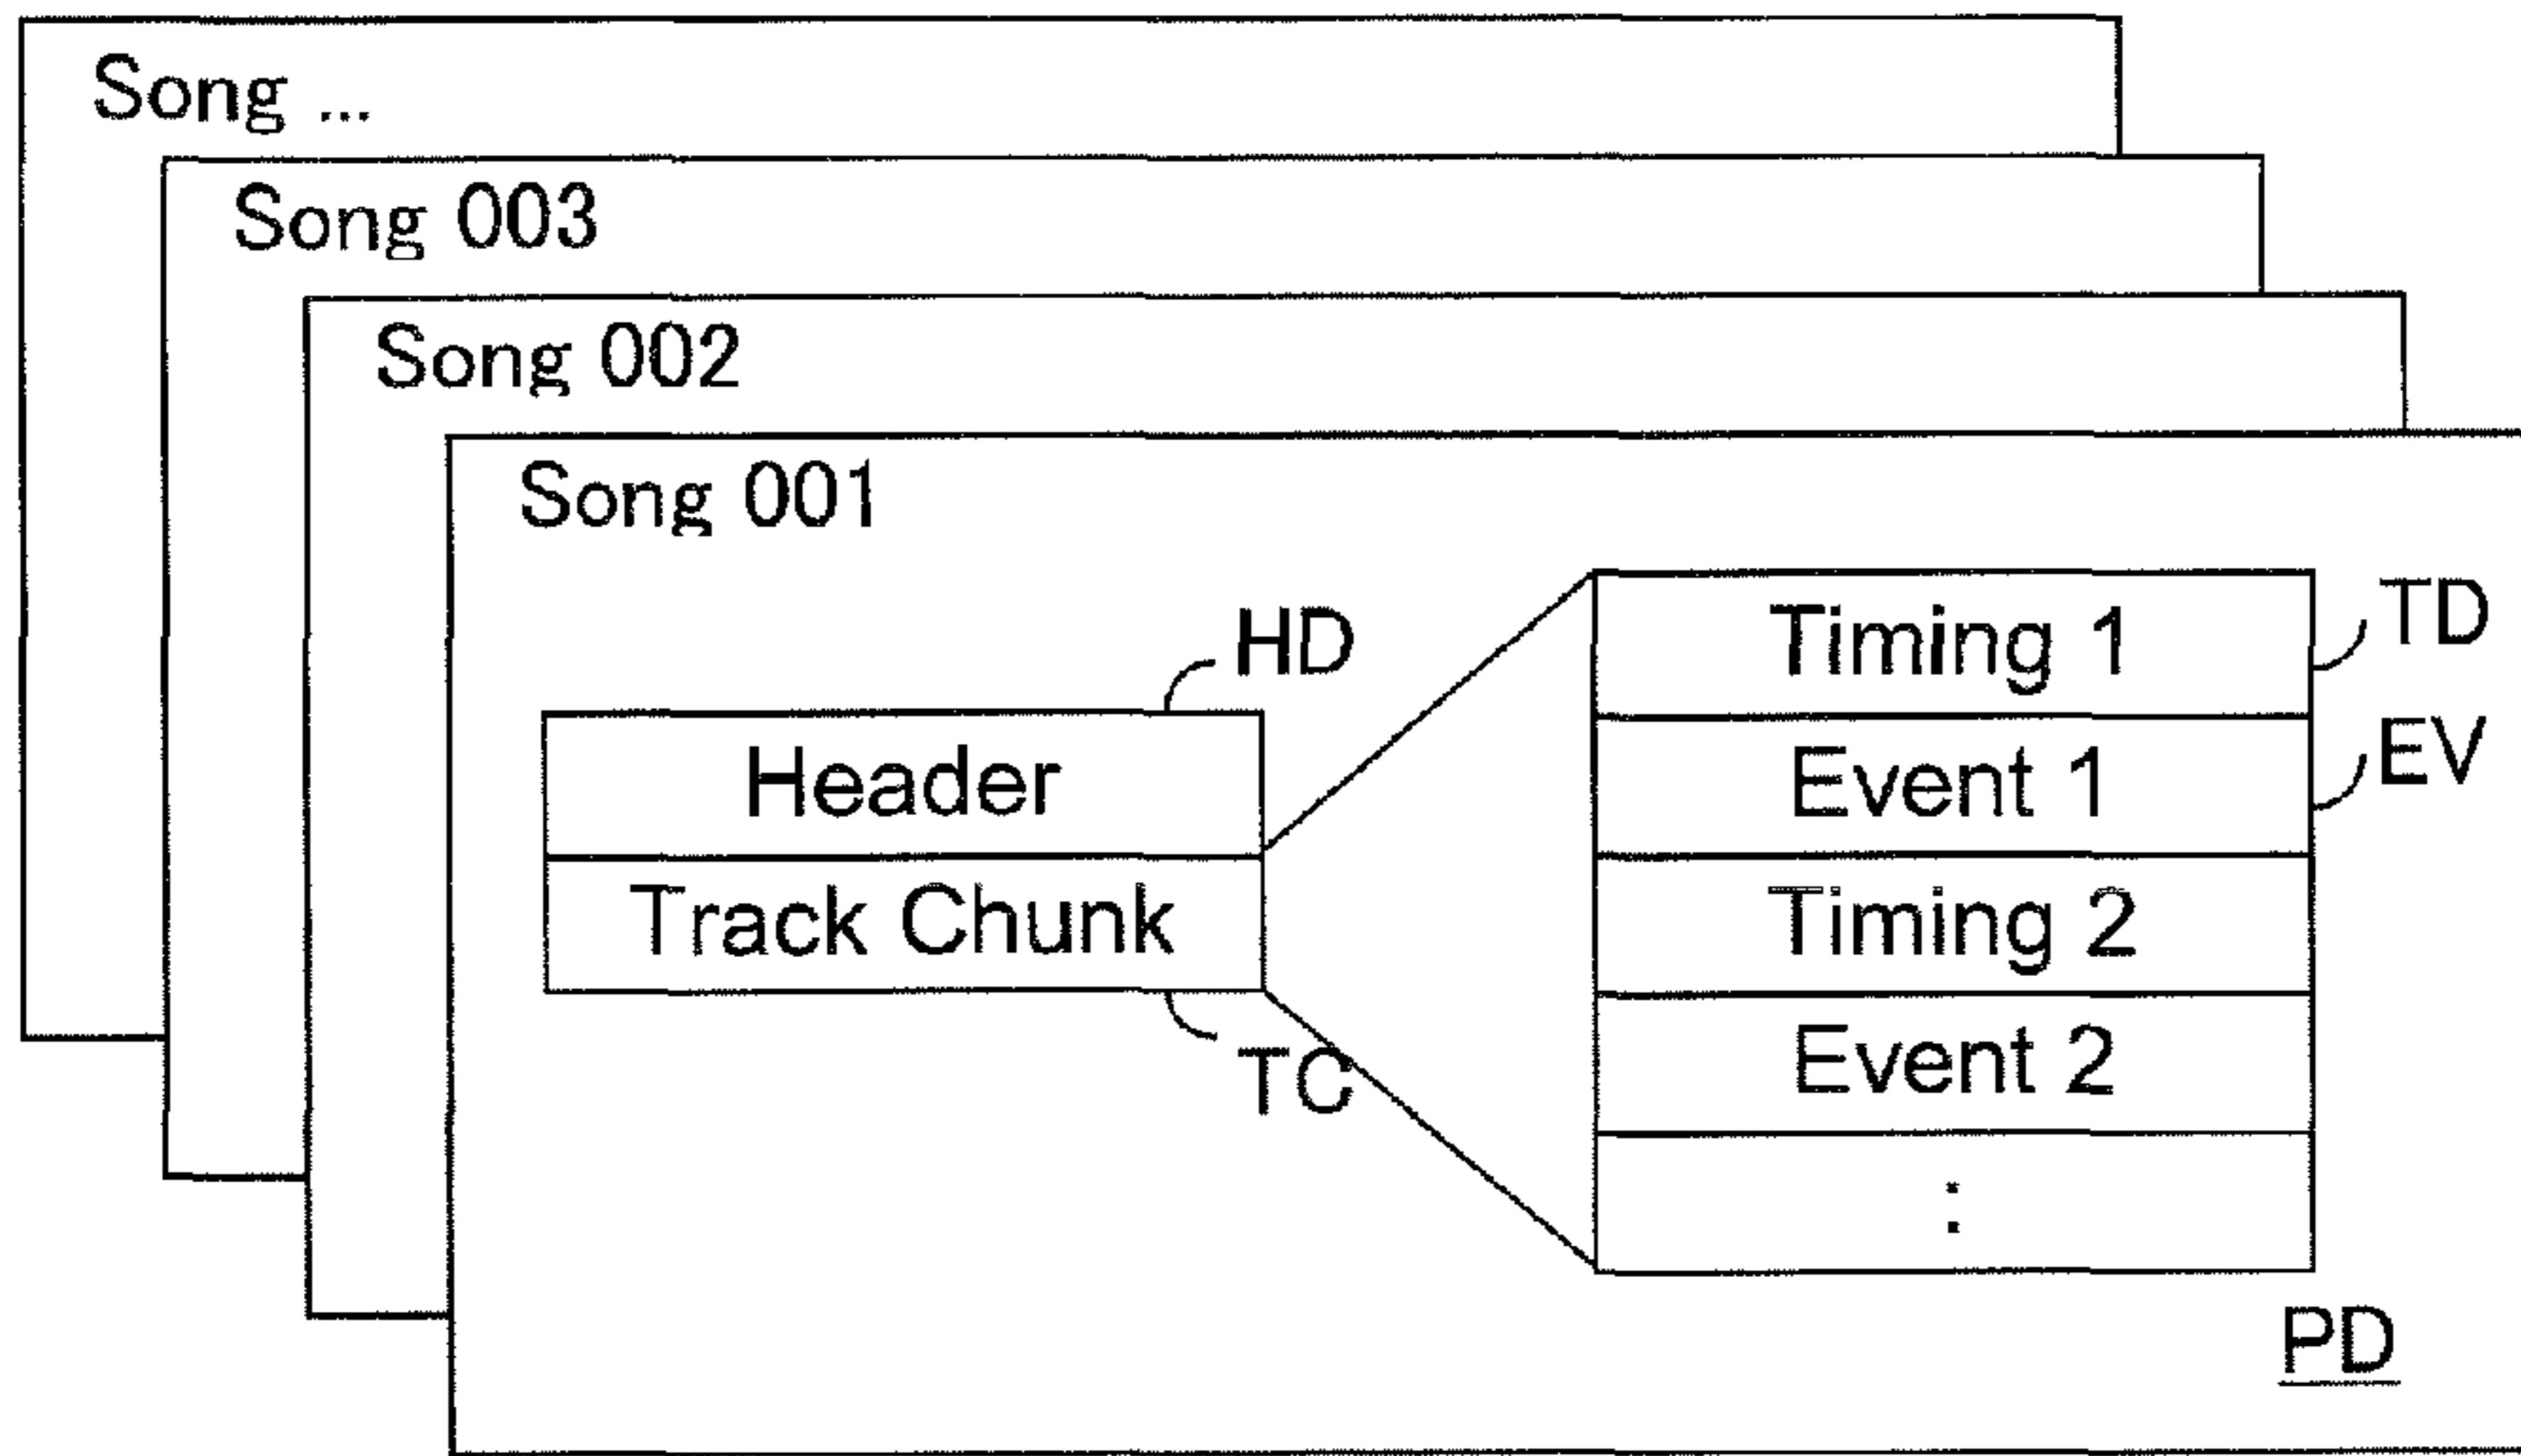 Song ...
Song 003
Song 002
Song 001
HD
Header
Track Chunk
TC
Timing 1
TD
Event 1
EV
Timing 2
Event 2
:
PD